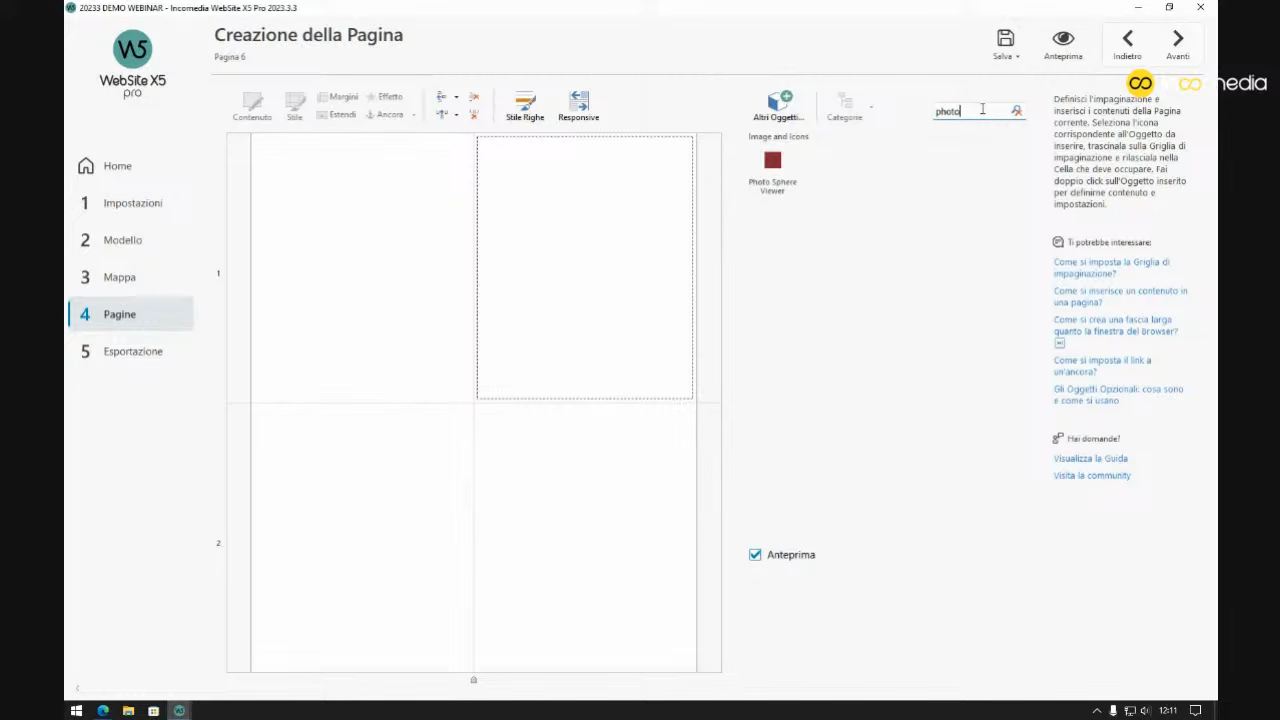 20233 DEMO WEBINAR - Incomedia WebSite X5 Pro 2023.3.3
W5
WebSite X5
pro
Creazione della Pagina
Pagina 6
Salva
Anteprima
Indietro
Avanti
media
Home
1 Impostazioni
2 Modello
3 Mappa
4 Pagine
5 Esportazione
Contenuto
Stile
Margini
Effetto
Estendi
Ancora
Stile Righe
Responsive
Altri Oggetti...
Categorie
photo
Image and Icons
Photo Sphere
Viewer
1
2
Anteprima
Definisci l'impaginazione e
inserisci i contenuti della Pagina
corrente. Seleziona l'icona
corrispondente all'Oggetto da
inserire, trascinala sulla Griglia di
impaginazione e rilasciala nella
Cella che deve occupare. Fai
doppio click sull'Oggetto inserito
per definirne contenuto e
impostazioni.
Ti potrebbe interessare:
Come si imposta la Griglia di
impaginazione?
Come si inserisce un contenuto in
una pagina?
Come si crea una fascia larga
quanto la finestra del Browser?
Come si imposta il link a
un'ancora?
Gli Oggetti Opzionali: cosa sono
e come si usano
Hai domande?
Visualizza la Guida
Visita la community
12:11